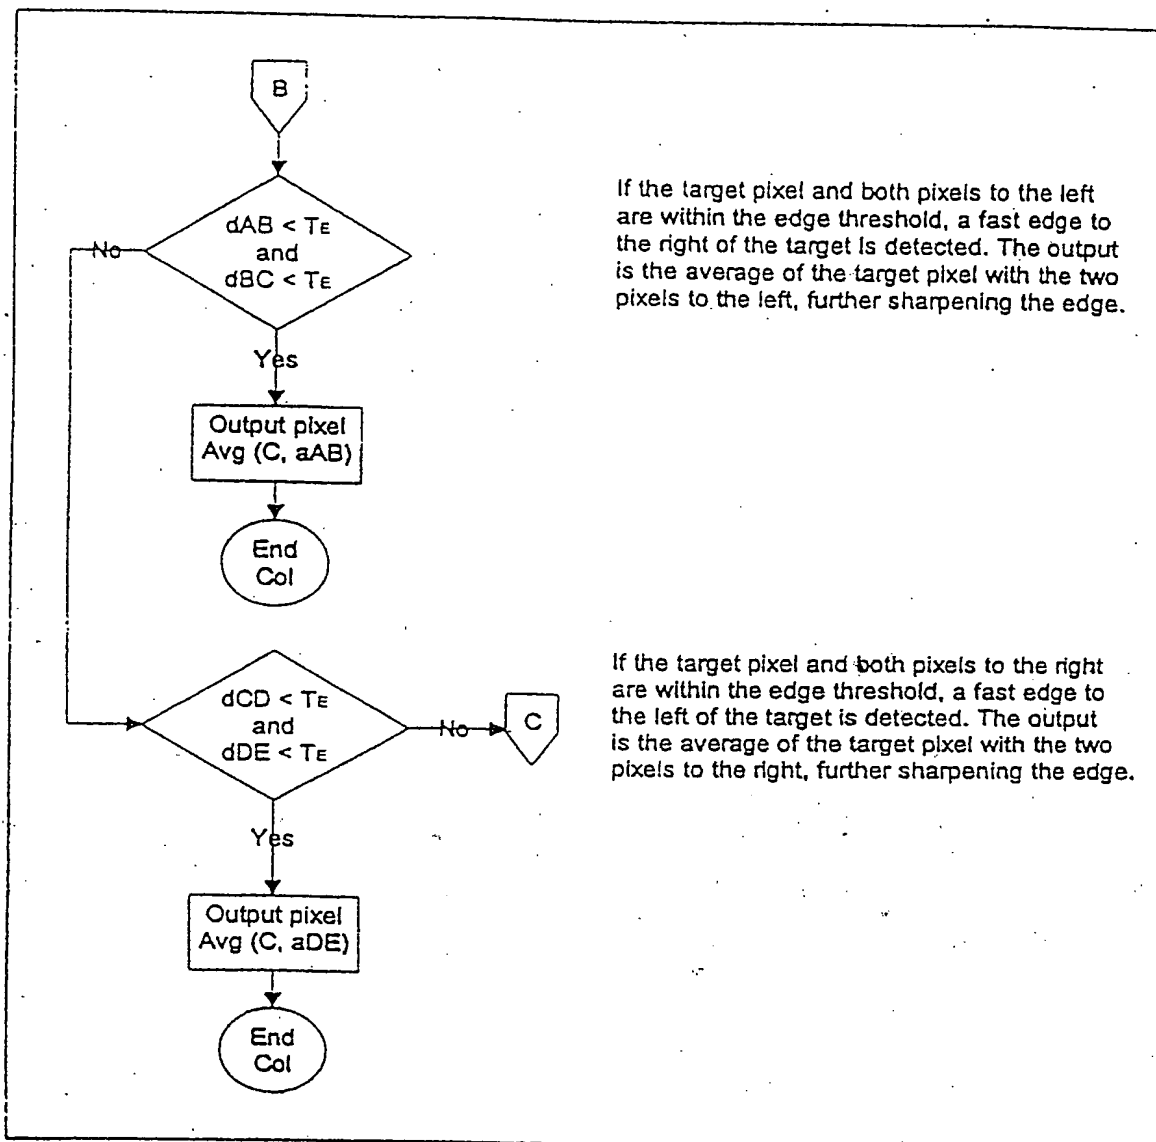 B
dAB < TE
and
dBC < TE
No
If the target pixel and both pixels to the left
are within the edge threshold, a fast edge to
the right of the target is detected. The output
is the average of the target pixel with the two
pixels to the left, further sharpening the edge.
Yes
Output pixel
Avg (C, aAB)
End
Col
dCD < TE
and
dDE < TE
No
C
If the target pixel and both pixels to the right
are within the edge threshold, a fast edge to
the left of the target is detected. The output
is the average of the target pixel with the two
pixels to the right, further sharpening the edge.
Yes
Output pixel
Avg (C, aDE)
End
Col